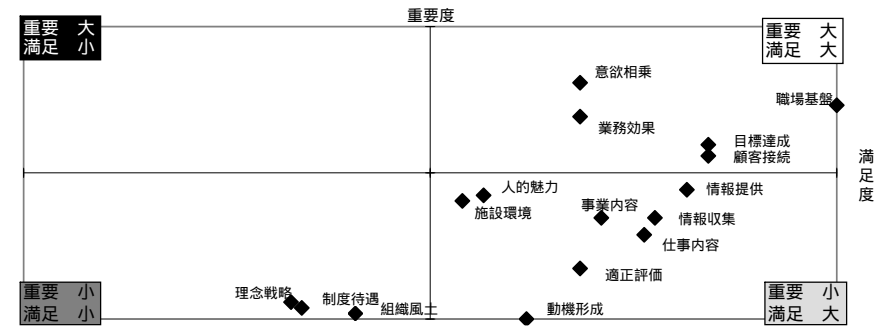 重要度
重要　大
満足　小
重要　大
満足　大
意欲相乗
職場基盤
業務効果
目標達成
顧客接続
満足度
人的魅力
情報提供
施設環境
事業内容
情報収集
仕事内容
適正評価
理念戦略
制度待遇
組織風土
動機形成
重要　小
満足　小
重要　小
満足　大